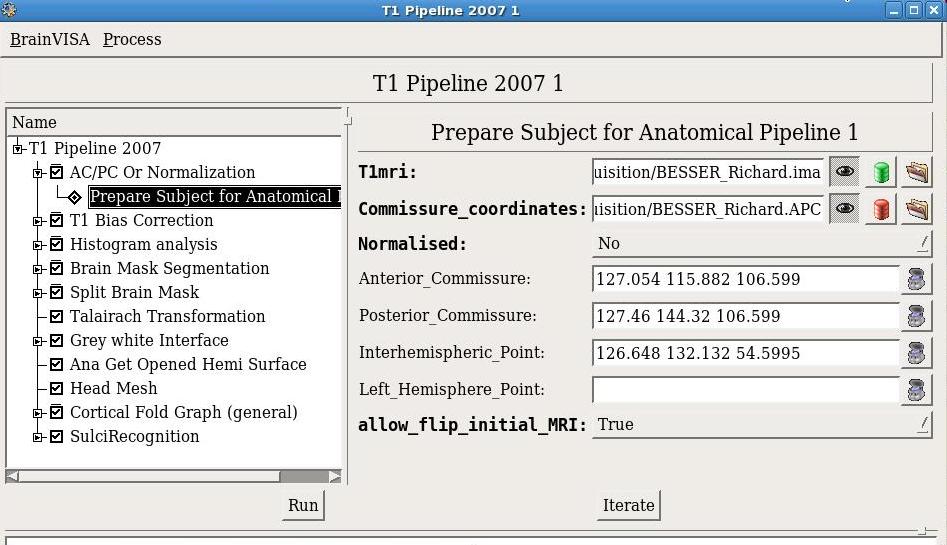 T1 Pipeline 2007 1
BrainVISA Process
T1 Pipeline 2007 1
Name
T1 Pipeline 2007
AC/PC Or Normalization
Prepare Subject for Anatomical
T1 Bias Correction
Histogram analysis
Brain Mask Segmentation
Split Brain Mask
Talairach Transformation
Grey white Interface
Ana Get Opened Hemi Surface
Head Mesh
Cortical Fold Graph (general)
SulciRecognition
Prepare Subject for Anatomical Pipeline 1
T1mri: uisition/BESSER_Richard.ima
Commissure_coordinates: uisition/BESSER_Richard.APC
Normalised: No
Anterior_Commissure: 127.054 115.882 106.599
Posterior_Commissure: 127.46 144.32 106.599
Interhemispheric_Point: 126.648 132.132 54.5995
Left_Hemisphere_Point:
allow_flip_initial_MRI: True
Run Iterate